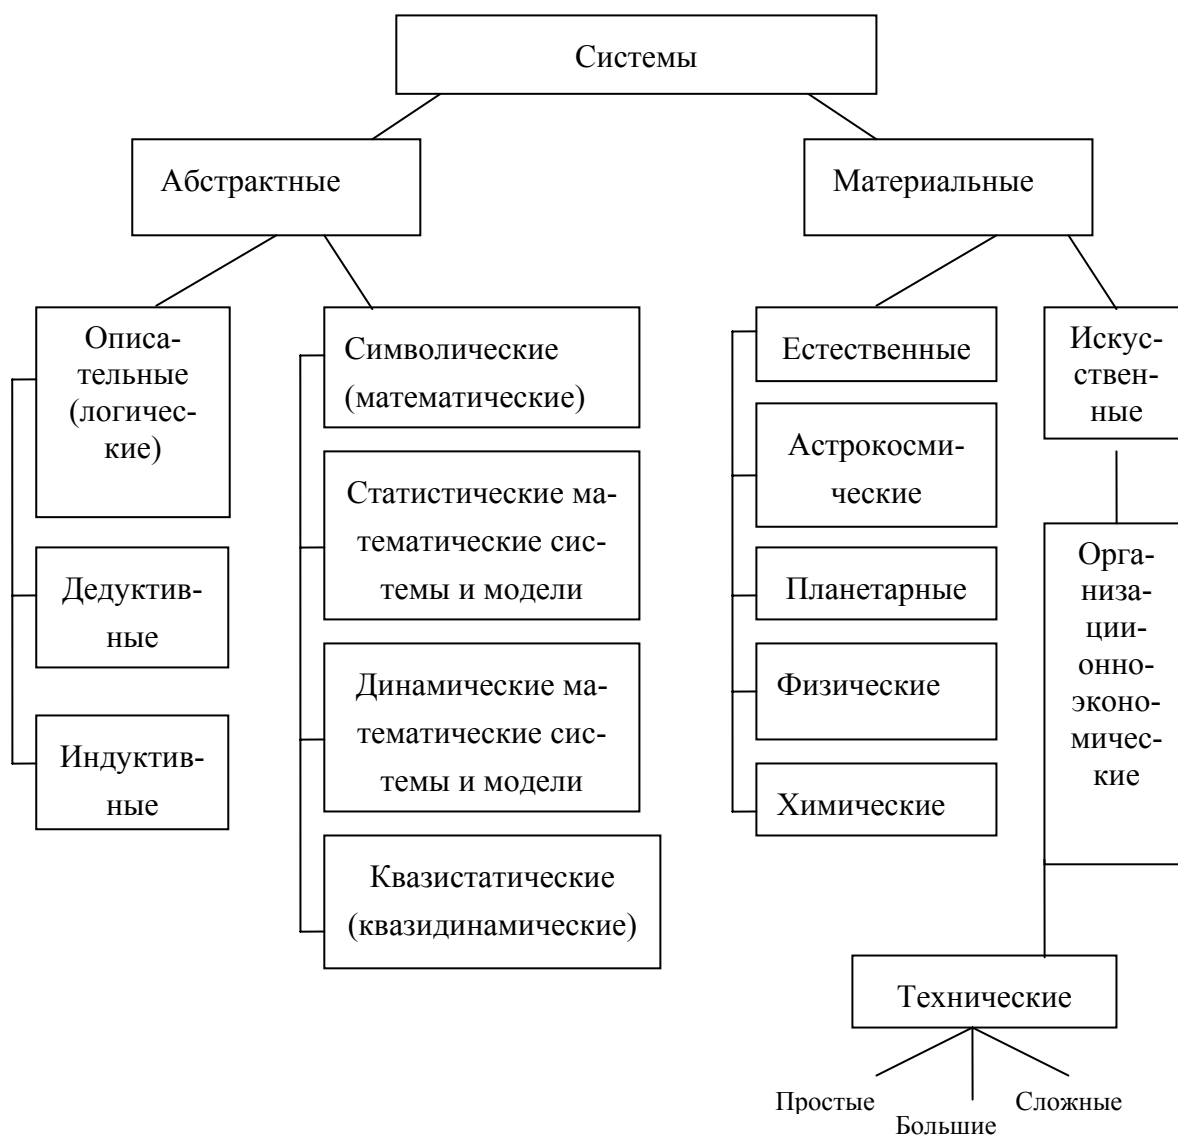 Системы
Абстрактные
Материальные
Описа-
тельные
(логичес-
кие)
Дедуктив-
ные
Индуктив-
ные
Символические
(математические)
Статистические ма-
тематические сис-
темы и модели
Динамические ма-
тематические сис-
темы и модели
Квазистатические
(квазидинамические)
Естественные
Астрокосми-
ческие
Планетарные
Физические
Химические
Искус-
ствен-
ные
Орга-
низа-
ции-
онно-
эконо-
мичес-
кие
Технические
Простые
Большие
Сложные